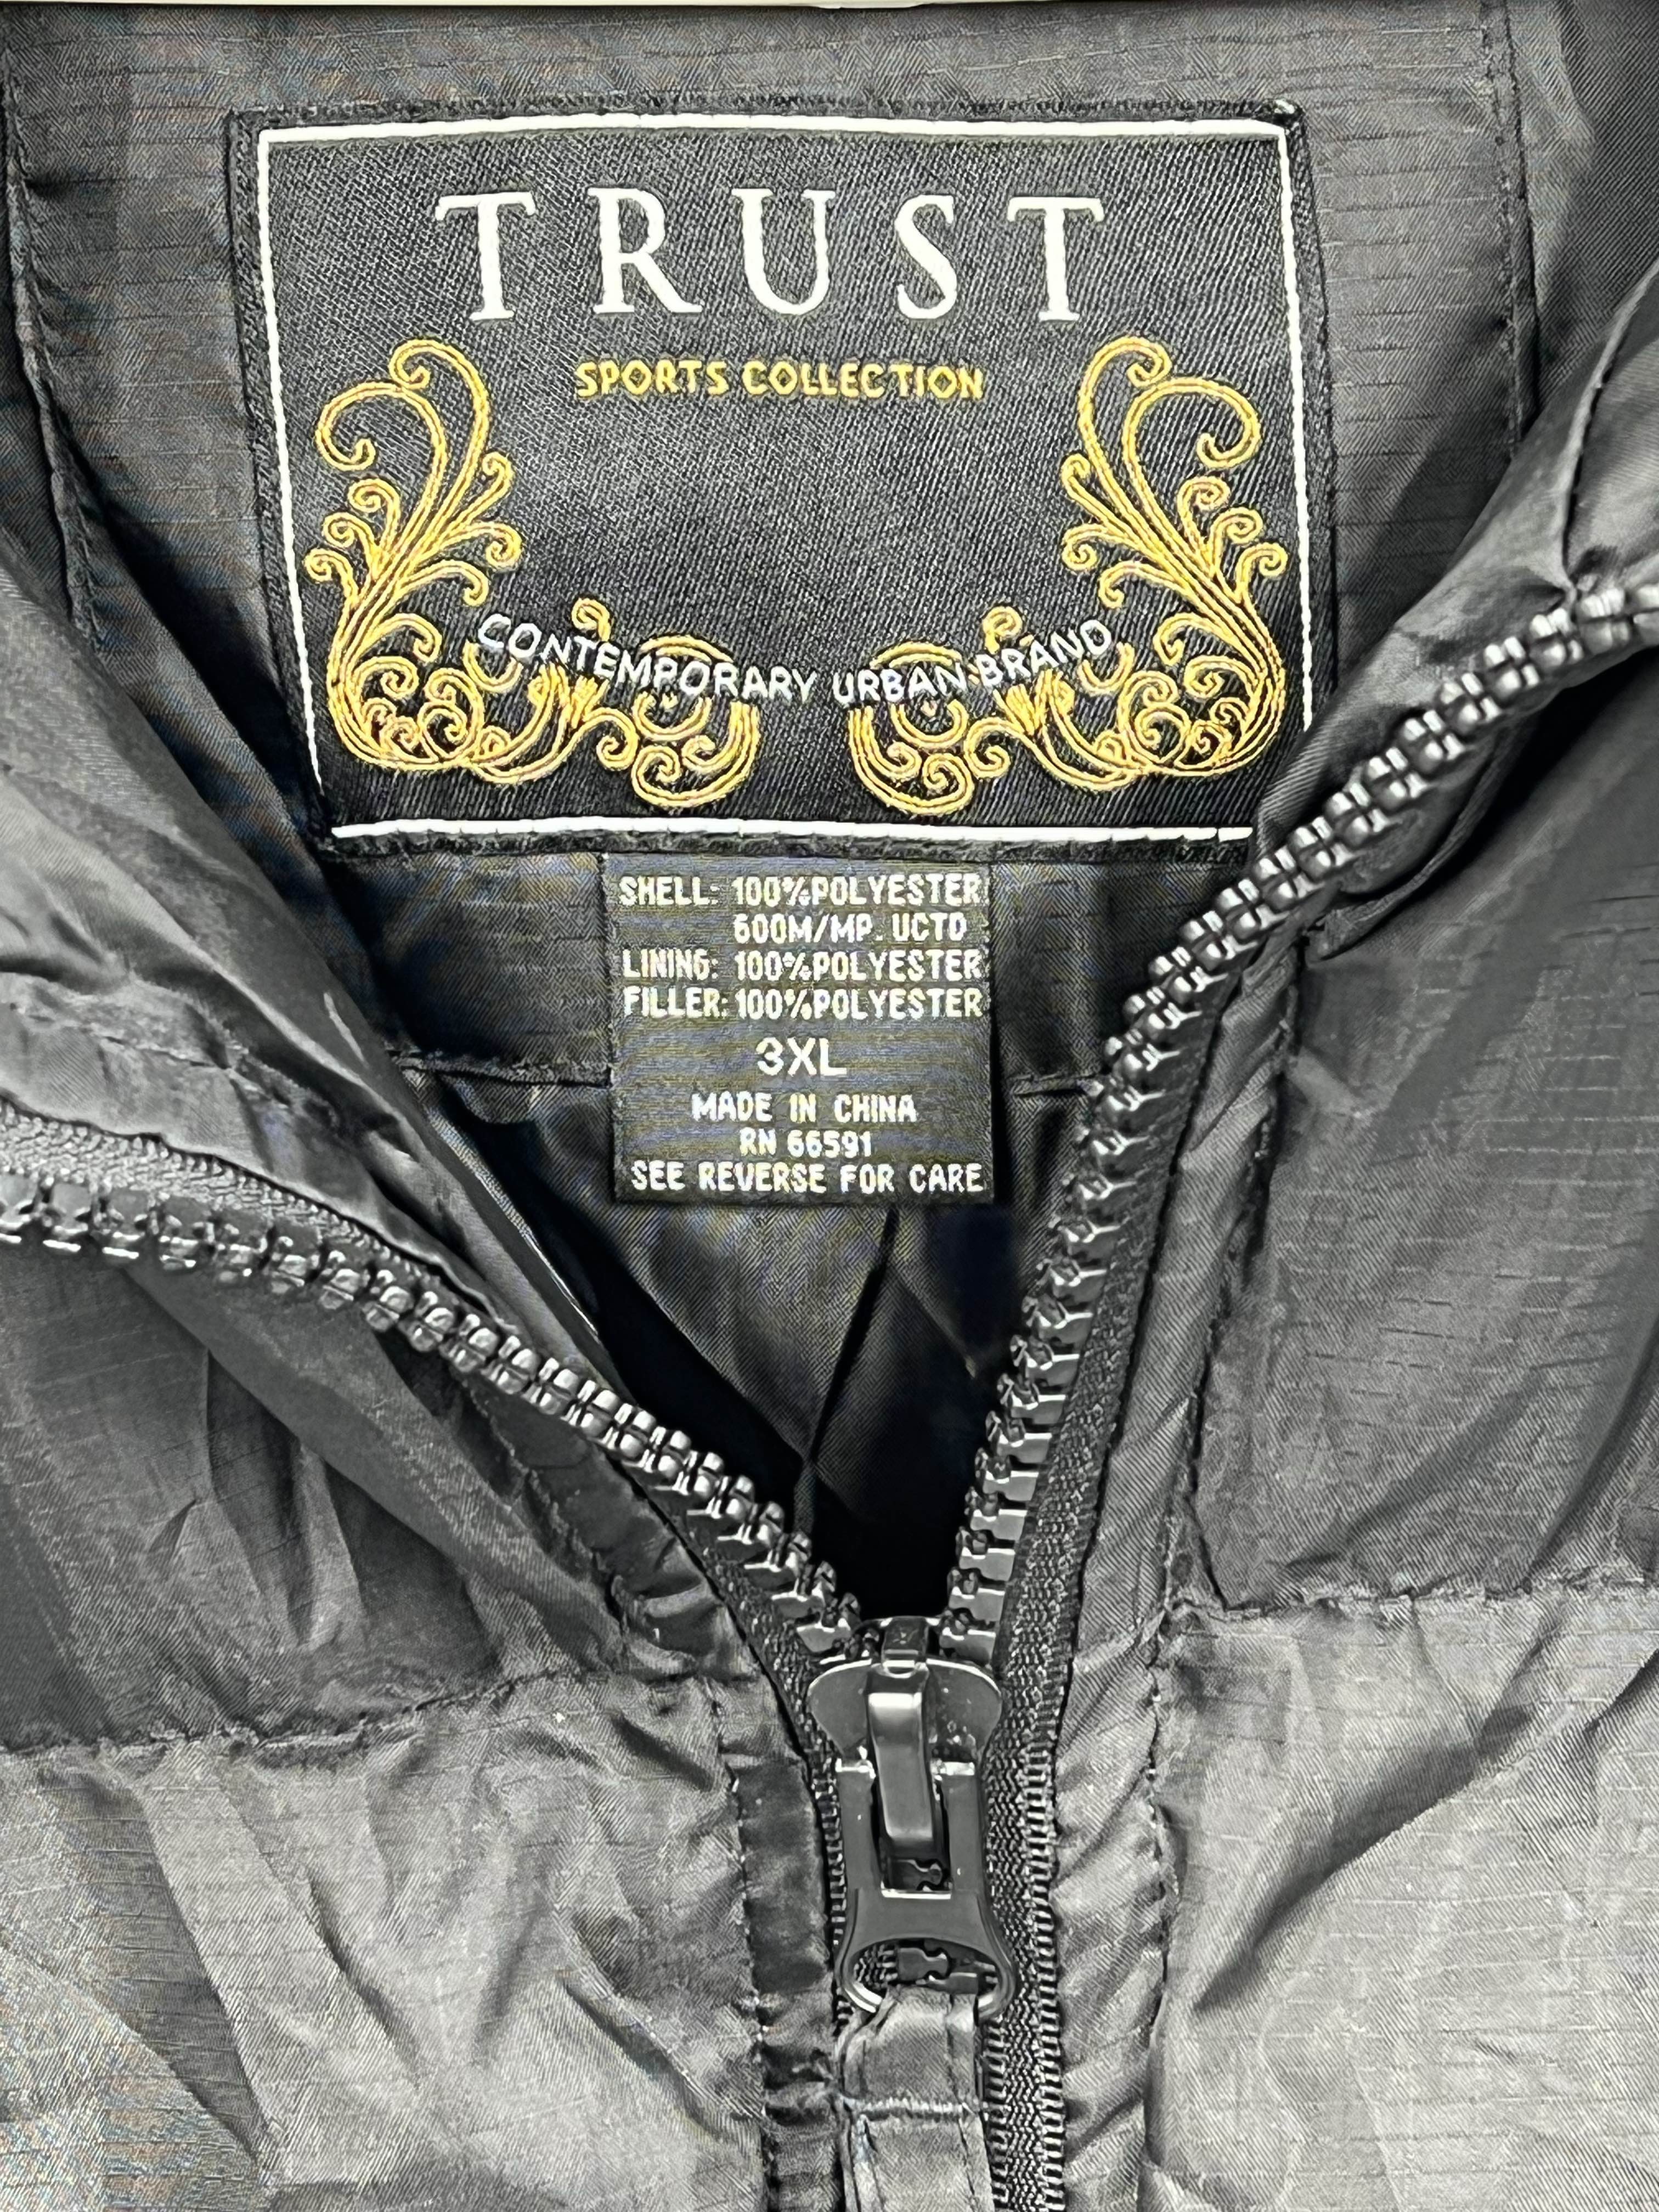 TRUST
SPORTS COLLECTION
CONTEMPORARY URBAN BRAND
SHELL: 100%POLYESTER
600M/MP. UCTD
LINING: 100%POLYESTER
FILLER: 100%POLYESTER
3XL
MADE IN CHINA
RN 66591
SEE REVERSE FOR CARE